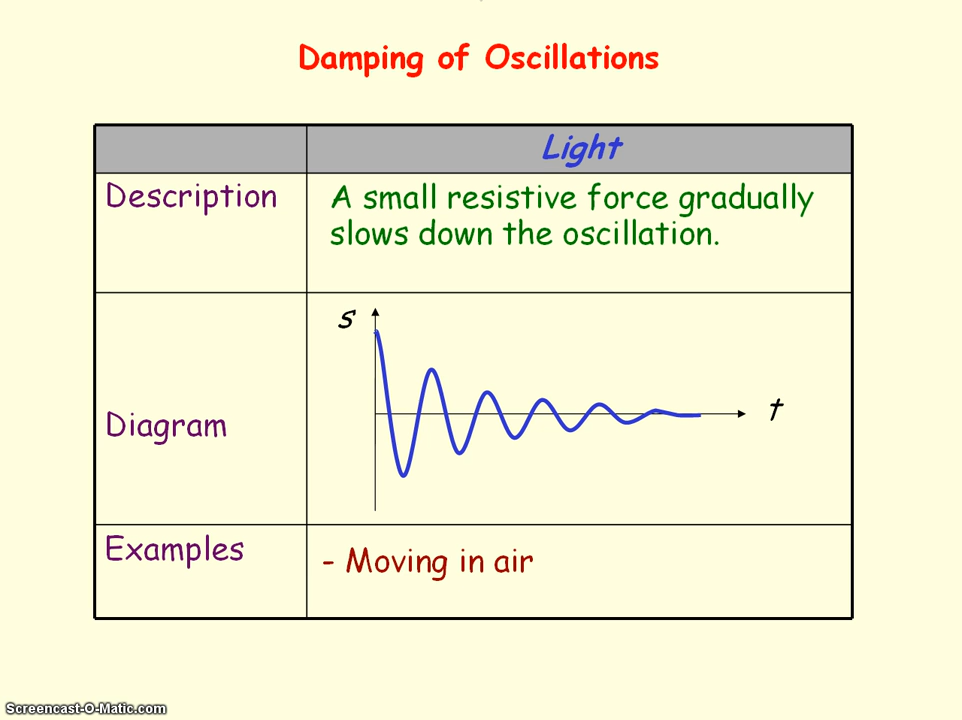 Damping of Oscillations
Light
Description
A small resistive force gradually
slows down the oscillation.
Diagram
s
t
Examples
- Moving in air
Screencast-O-Matic.com